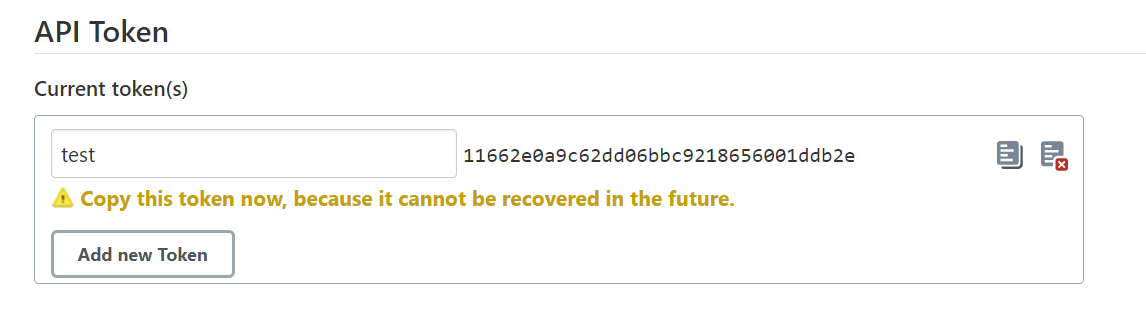 API Token
Current token(s)
test 11662e0a9c62dd06bbc9218656001ddb2e
Copy this token now, because it cannot be recovered in the future.
Add new Token